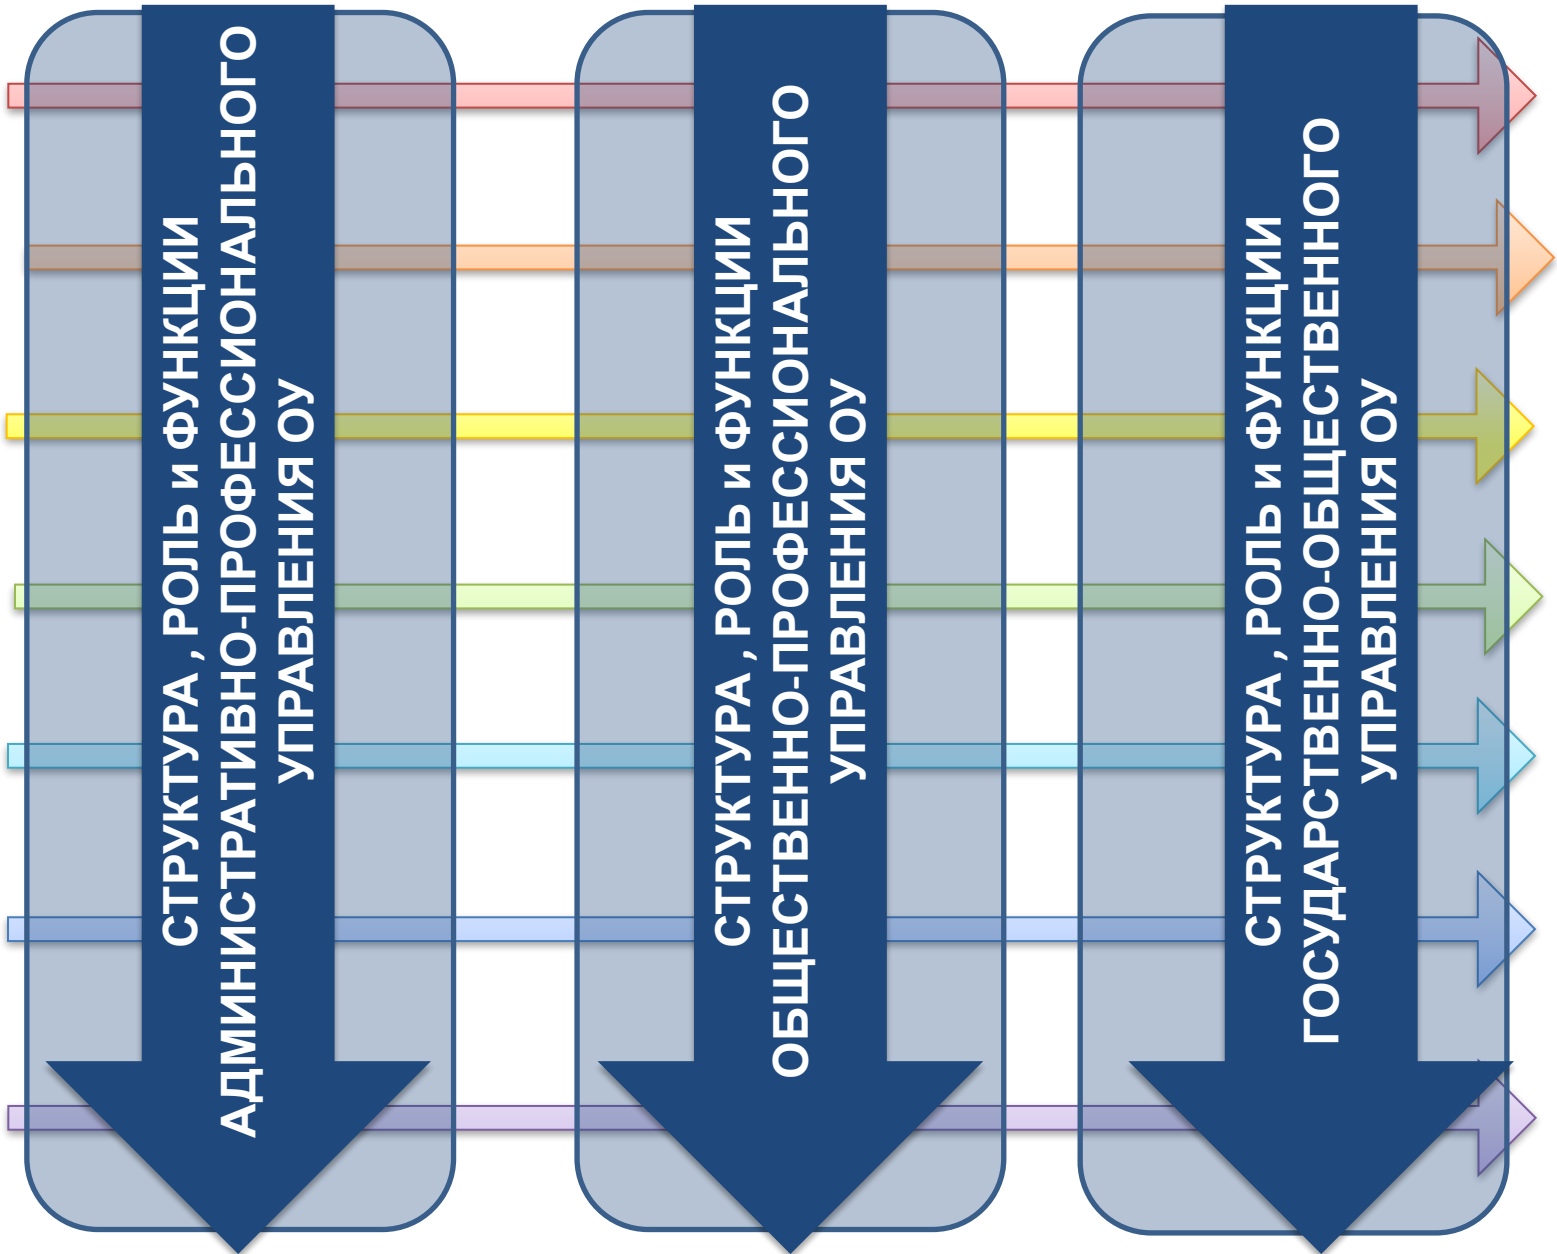 СТРУКТУРА , РОЛЬ и ФУНКЦИИ
АДМИНИСТРАТИВНО-ПРОФЕССИОНАЛЬНОГО
УПРАВЛЕНИЯ ОУ
СТРУКТУРА , РОЛЬ и ФУНКЦИИ
ОБЩЕСТВЕННО-ПРОФЕССИОНАЛЬНОГО
УПРАВЛЕНИЯ ОУ
СТРУКТУРА , РОЛЬ и ФУНКЦИИ
ГОСУДАРСТВЕННО-ОБЩЕСТВЕННОГО
УПРАВЛЕНИЯ ОУ